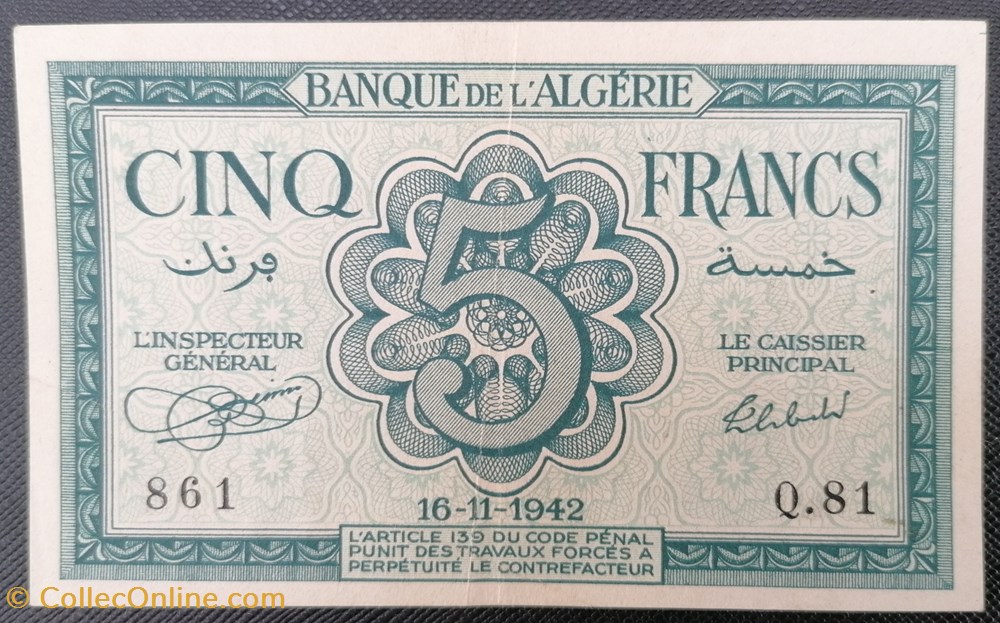 BANQUE DE L'ALGÉRIE
CINQ FRANCS
5
فرنك خمسة
L'INSPECTEUR
GÉNÉRAL
LE CAISSIER
PRINCIPAL
861
Q.81
16-11-1942
L'ARTICLE 139 DU CODE PÉNAL
PUNIT DES TRAVAUX FORCÉS A
PERPÉTUITÉ LE CONTREFACTEUR
© CollecOnline.com